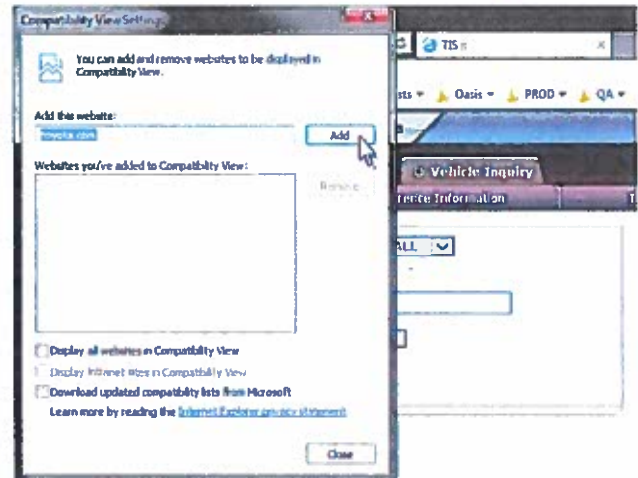 Compatibility View Settings
You can add and remove websites to be displayed in
Compatibility View.
Add this website:
toyota.com
Add
Websites you've added to Compatibility View:
Remove
Display all websites in Compatibility View
Display intranet sites in Compatibility View
Download updated compatibility lists from Microsoft
Learn more by reading the Internet Explorer privacy statement
Close
TIS
x
Oasis
PROD
QA
Vehicle Inquiry
Information
ALL